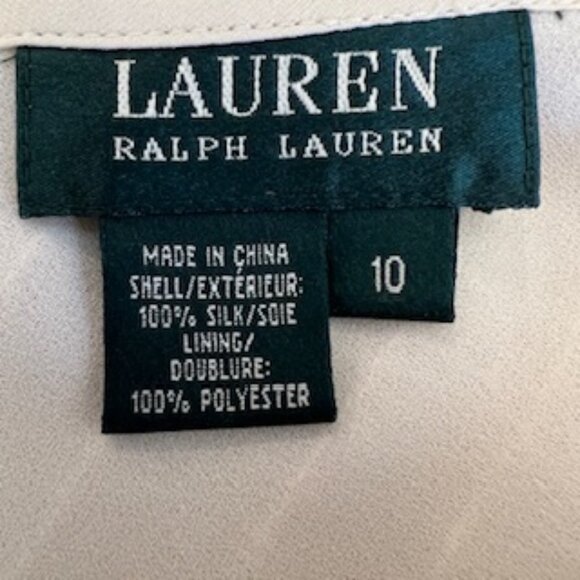 LAUREN
RALPH LAUREN
MADE IN CHINA
SHELL/EXTÉRIEUR:
100% SILK/SOIE
LINING/
DOUBLURE:
100% POLYESTER
10